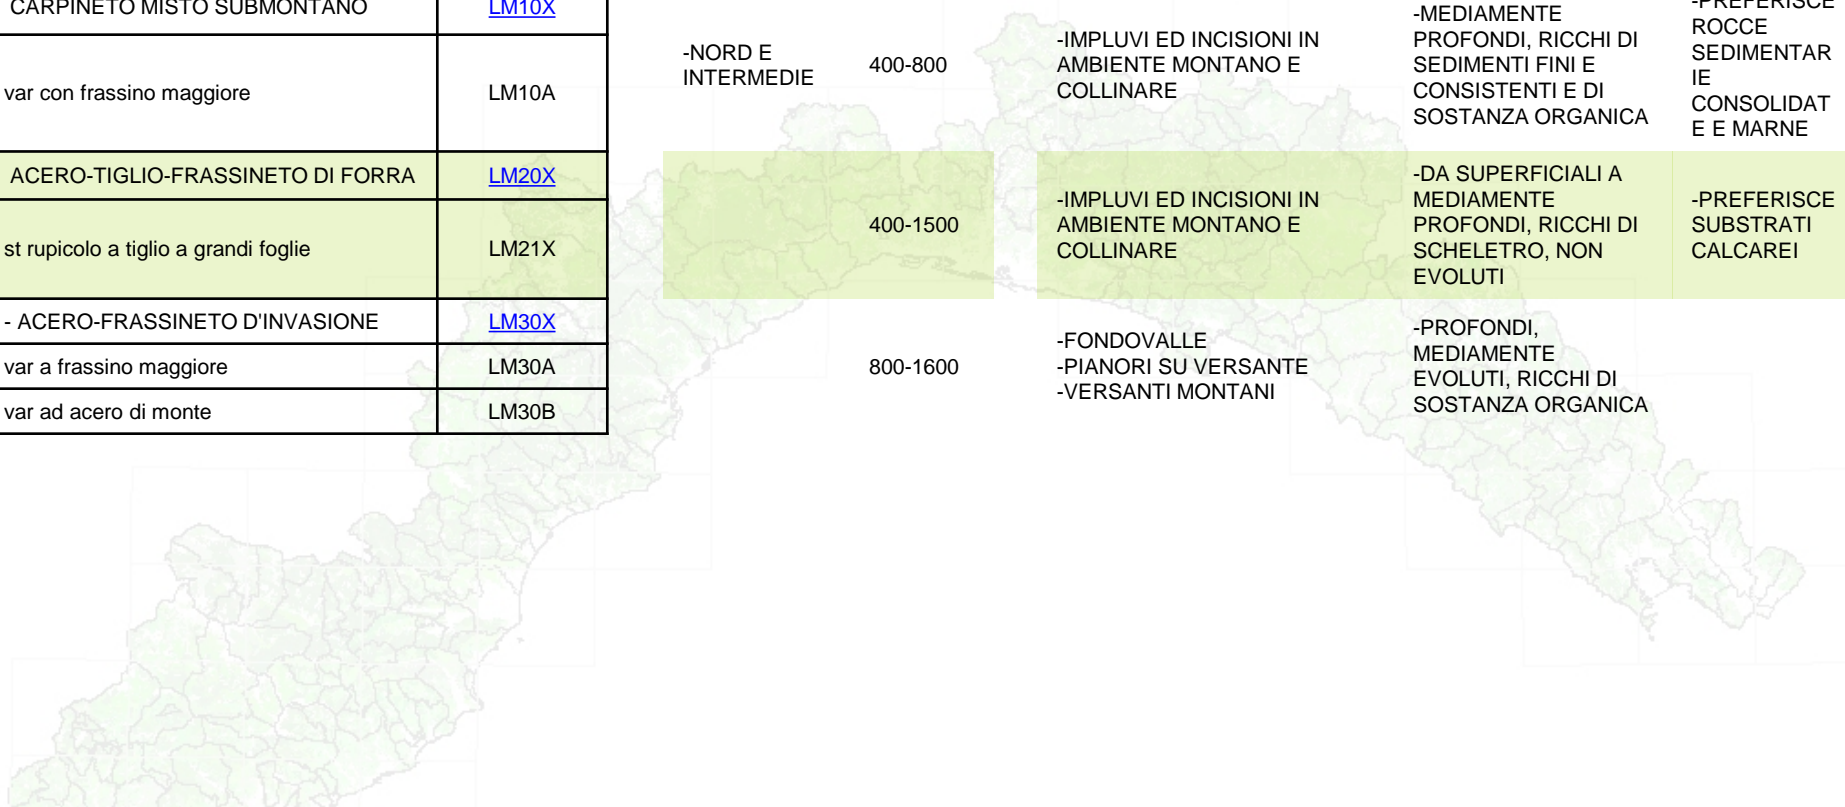 CARPINETO MISTO SUBMONTANO
LM10X
var con frassino maggiore
LM10A
-NORD E
INTERMEDIE
400-800
-IMPLUVI ED INCISIONI IN
AMBIENTE MONTANO E
COLLINARE
-MEDIAMENTE
PROFONDI, RICCHI DI
SEDIMENTI FINI E
CONSISTENTI E DI
SOSTANZA ORGANICA
-PREFERISCE
ROCCE
SEDIMENTAR
IE
CONSOLIDAT
E E MARNE
ACERO-TIGLIO-FRASSINETO DI FORRA
LM20X
st rupicolo a tiglio a grandi foglie
LM21X
400-1500
-IMPLUVI ED INCISIONI IN
AMBIENTE MONTANO E
COLLINARE
-DA SUPERFICIALI A
MEDIAMENTE
PROFONDI, RICCHI DI
SCHELETRO, NON
EVOLUTI
-PREFERISCE
SUBSTRATI
CALCAREI
- ACERO-FRASSINETO D'INVASIONE
LM30X
var a frassino maggiore
LM30A
var ad acero di monte
LM30B
800-1600
-FONDOVALLE
-PIANORI SU VERSANTE
-VERSANTI MONTANI
-PROFONDI,
MEDIAMENTE
EVOLUTI, RICCHI DI
SOSTANZA ORGANICA